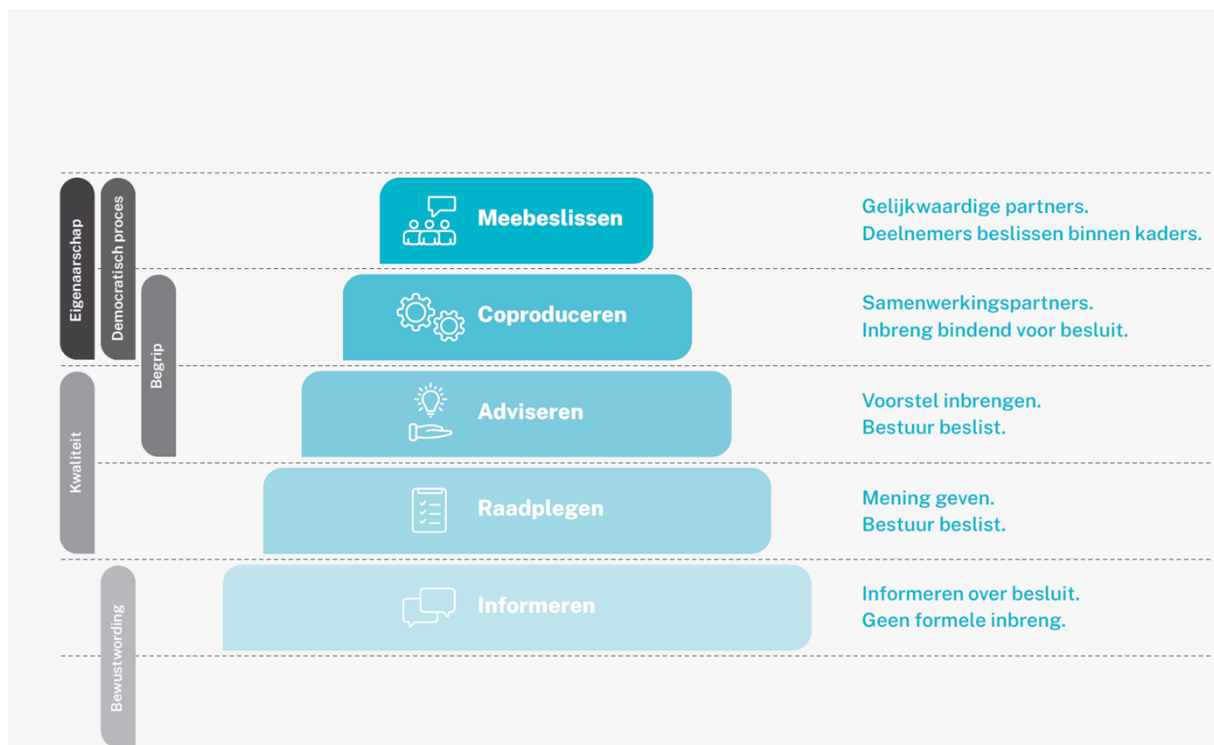 Eigenaarschap
Democratisch proces
Meebeslissen
Gelijkwaardige partners.
Deelnemers beslissen binnen kaders.
Begrip
Coproduceren
Samenwerkingspartners.
Inbreng bindend voor besluit.
Kwaliteit
Adviseren
Voorstel inbrengen.
Bestuur beslist.
Raadplegen
Mening geven.
Bestuur beslist.
Bewustwording
Informeren
Informeren over besluit.
Geen formele inbreng.